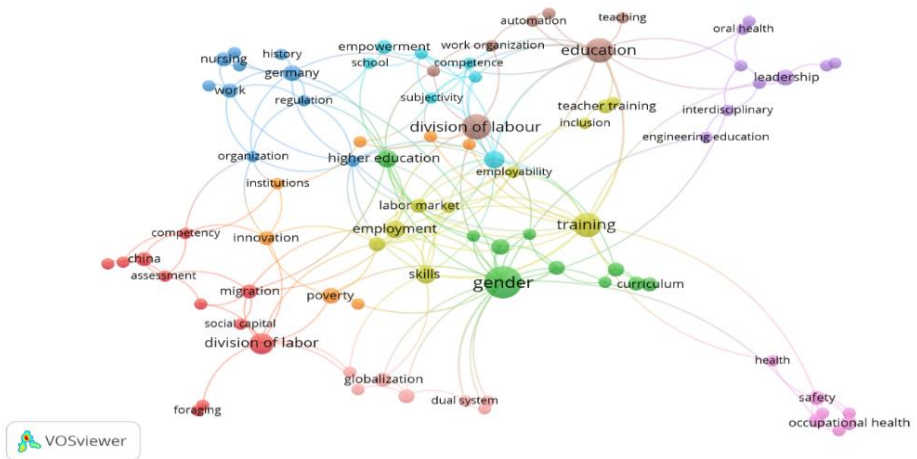 automation
teaching
oral health
nursing
history
empowerment
work organization
education
school
competence
germany
leadership
work
regulation
subjectivity
teacher training
interdisciplinary
division of labour
inclusion
engineering education
organization
higher education
employability
institutions
labor market
training
competency
innovation
employment
china
assessment
skills
gender
curriculum
migration
poverty
social capital
division of labor
health
globalization
safety
foraging
dual system
occupational health
VOSviewer